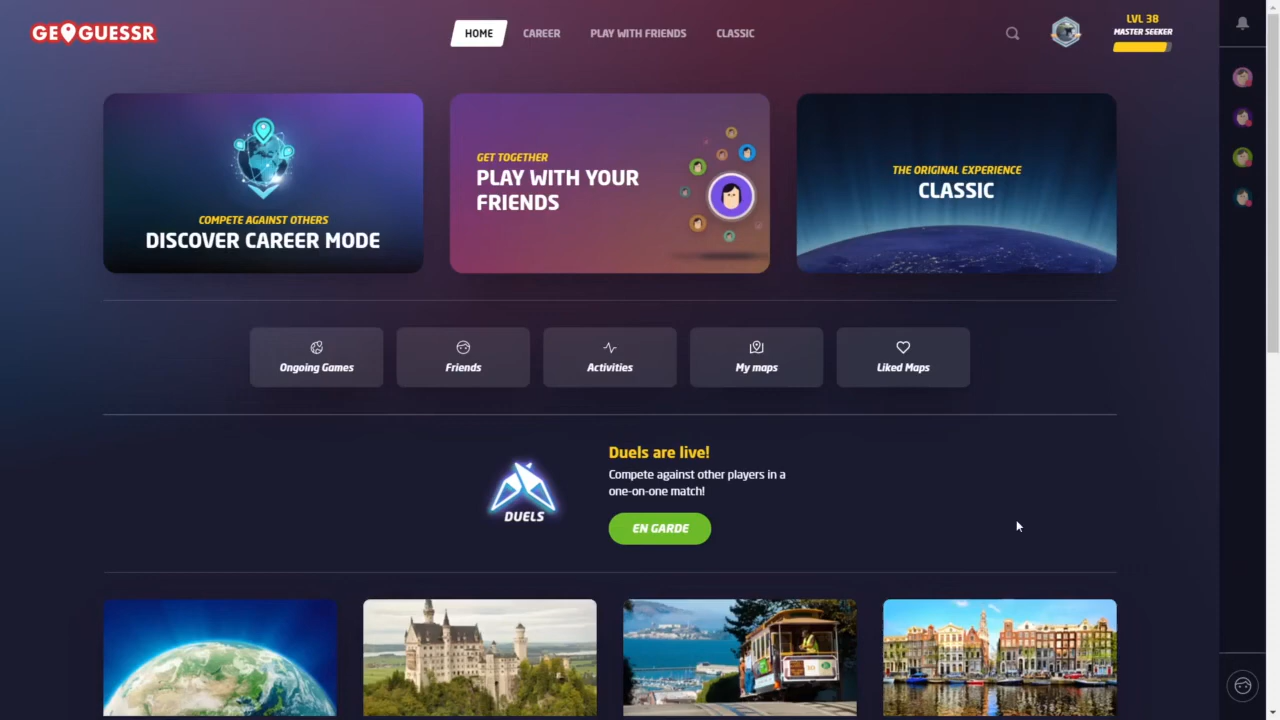 GEOGUESSR
HOME
CAREER
PLAY WITH FRIENDS
CLASSIC
LVL 38
MASTER SEEKER
COMPETE AGAINST OTHERS
DISCOVER CAREER MODE
GET TOGETHER
PLAY WITH YOUR
FRIENDS
THE ORIGINAL EXPERIENCE
CLASSIC
Ongoing Games
Friends
Activities
My maps
Liked Maps
DUELS
Duels are live!
Compete against other players in a
one-on-one match!
EN GARDE